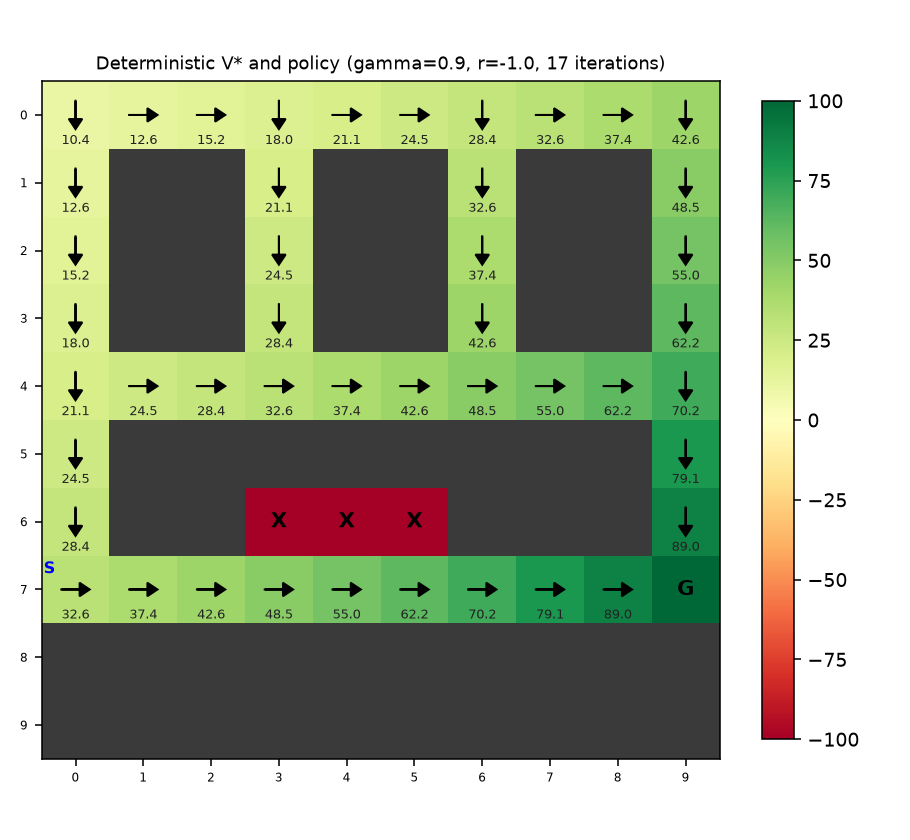 Deterministic V* and policy (gamma=0.9, r=-1.0, 17 iterations)
0 10.4 12.6 15.2 18.0 21.1 24.5 28.4 32.6 37.4 42.6
1 12.6 21.1 32.6 48.5
2 15.2 24.5 37.4 55.0
3 18.0 28.4 42.6 62.2
4 21.1 24.5 28.4 32.6 37.4 42.6 48.5 55.0 62.2 70.2
5 24.5 79.1
6 28.4 X X X 89.0
S
7 32.6 37.4 42.6 48.5 55.0 62.2 70.2 79.1 89.0 G
8
9
0 1 2 3 4 5 6 7 8 9
100
75
50
25
0
−25
−50
−75
−100